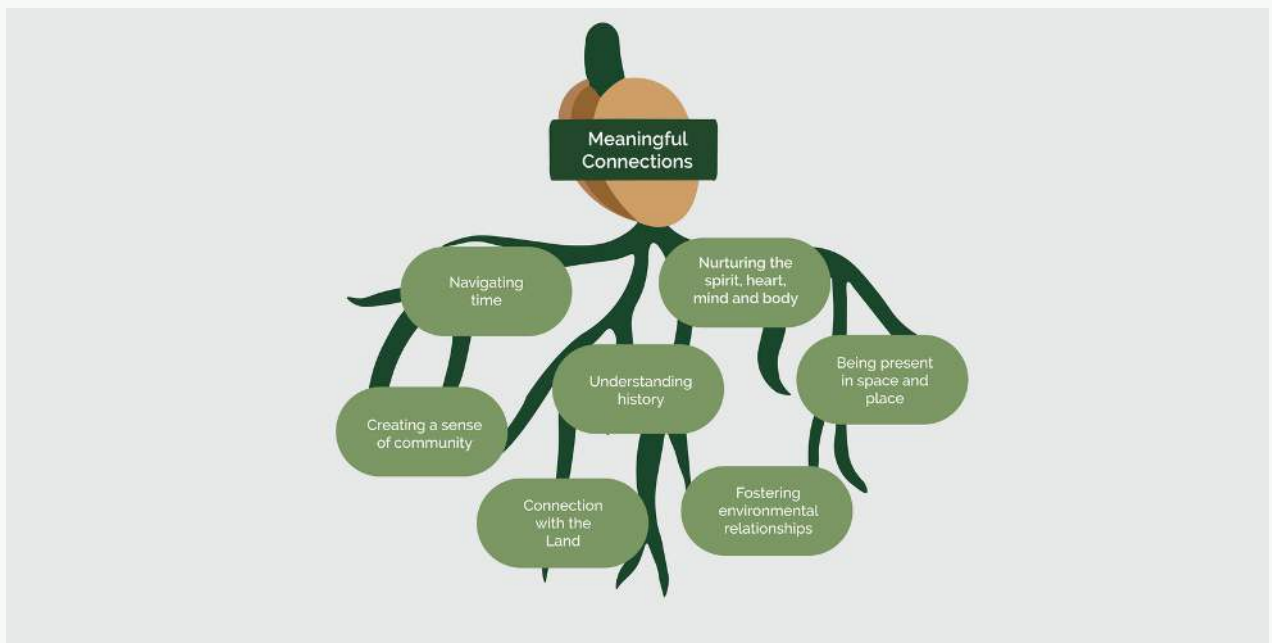 Meaningful
Connections
Navigating
time
Nurturing the
spirit, heart,
mind and body
Understanding
history
Being present
in space and
place
Creating a sense
of community
Connection
with the
Land
Fostering
environmental
relationships